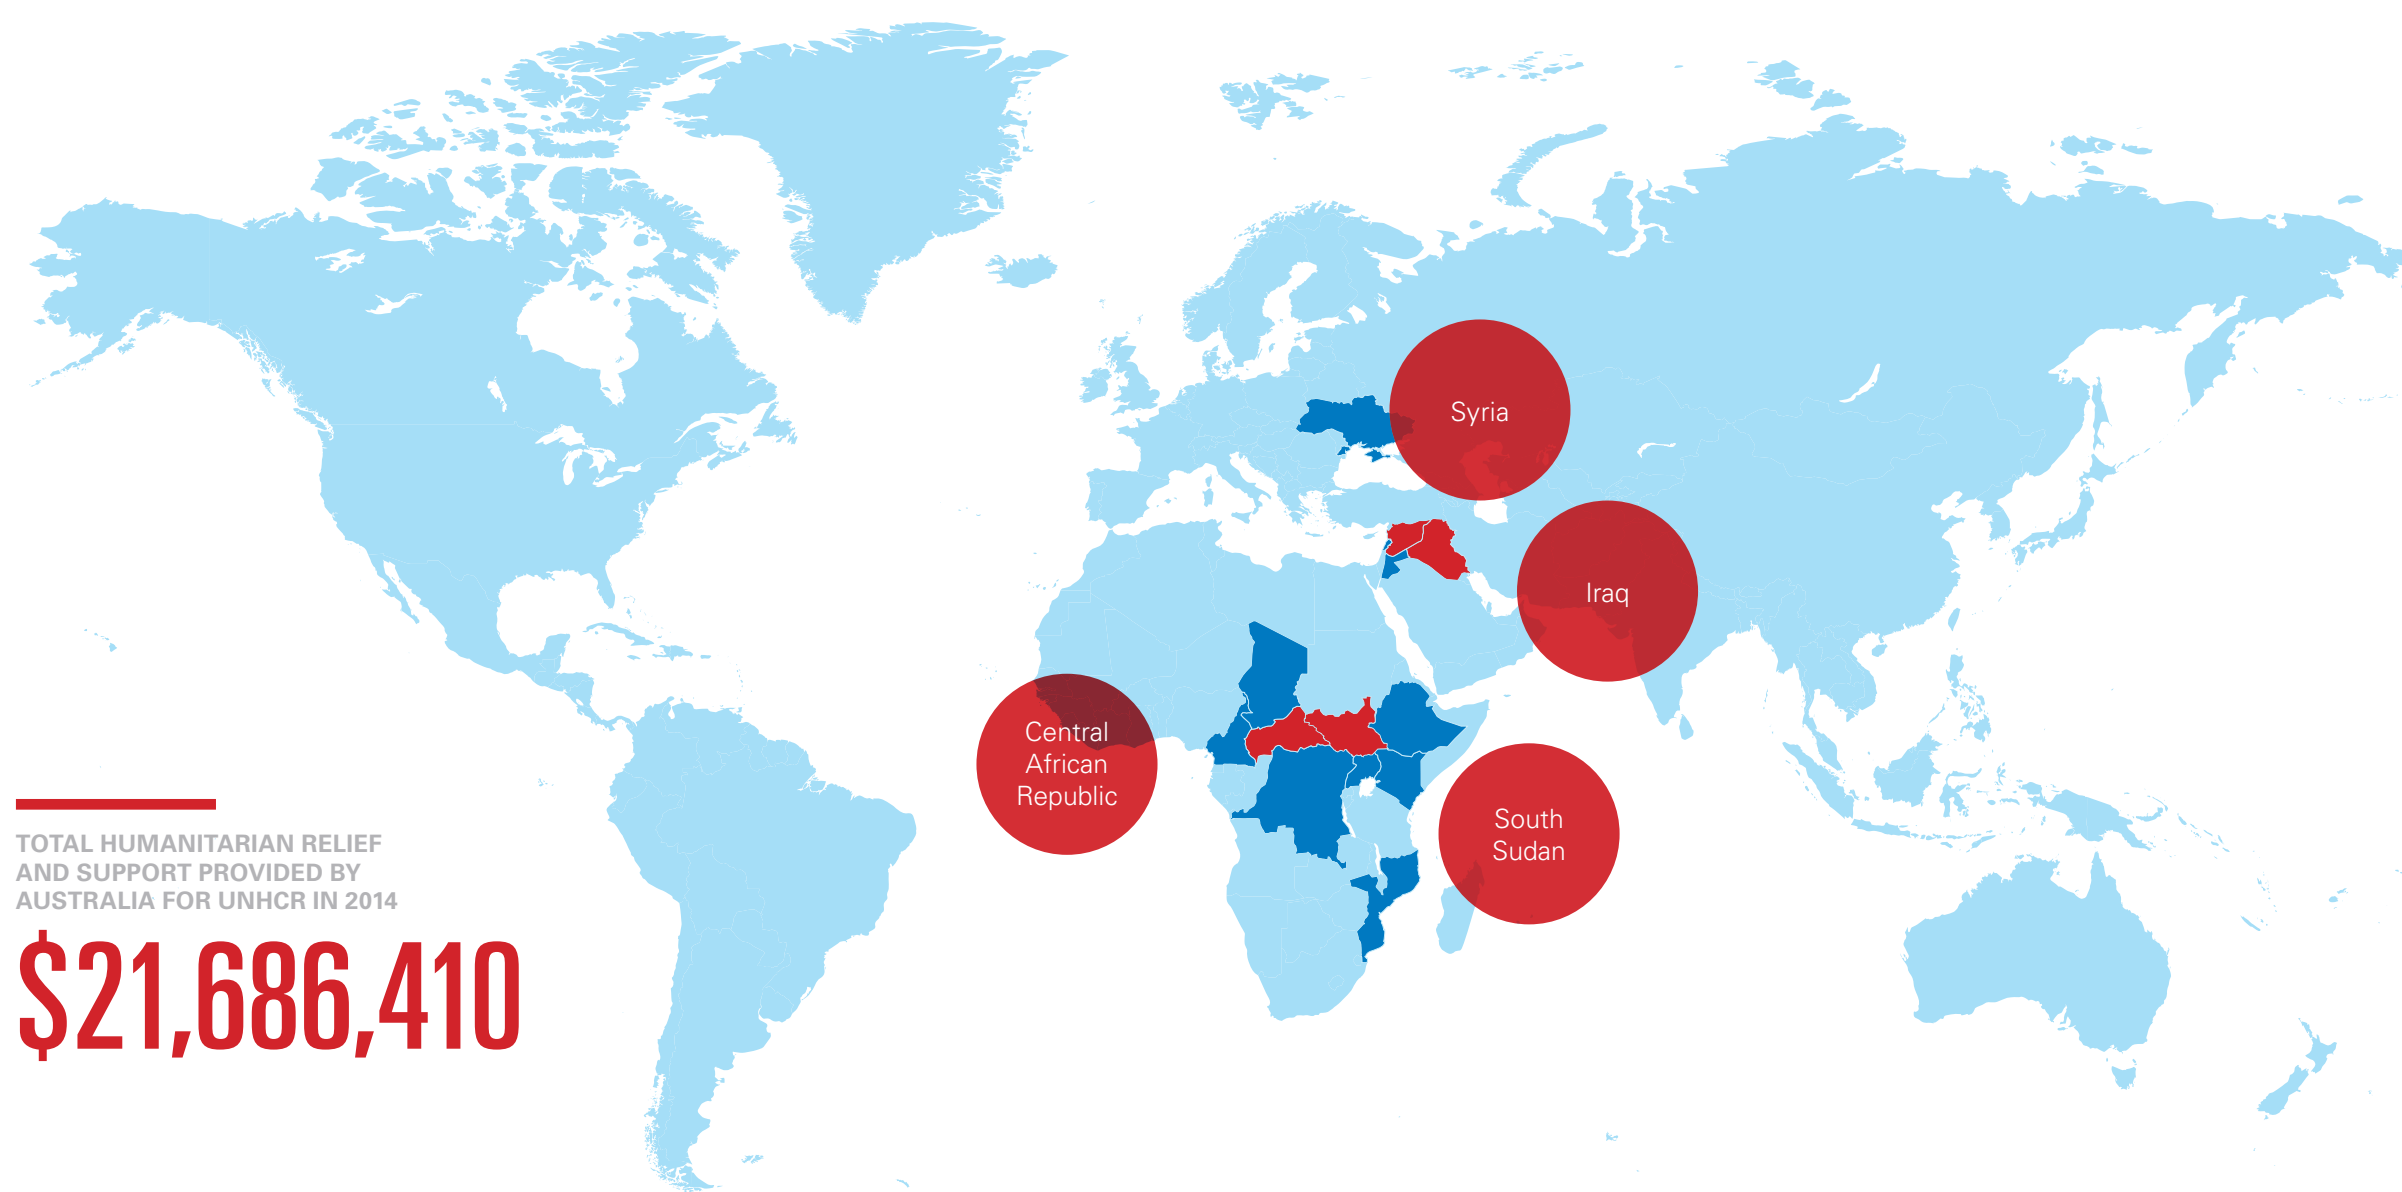 Syria
Iraq
Central
African
Republic
South
Sudan
TOTAL HUMANITARIAN RELIEF
AND SUPPORT PROVIDED BY
AUSTRALIA FOR UNHCR IN 2014
$21,686,410